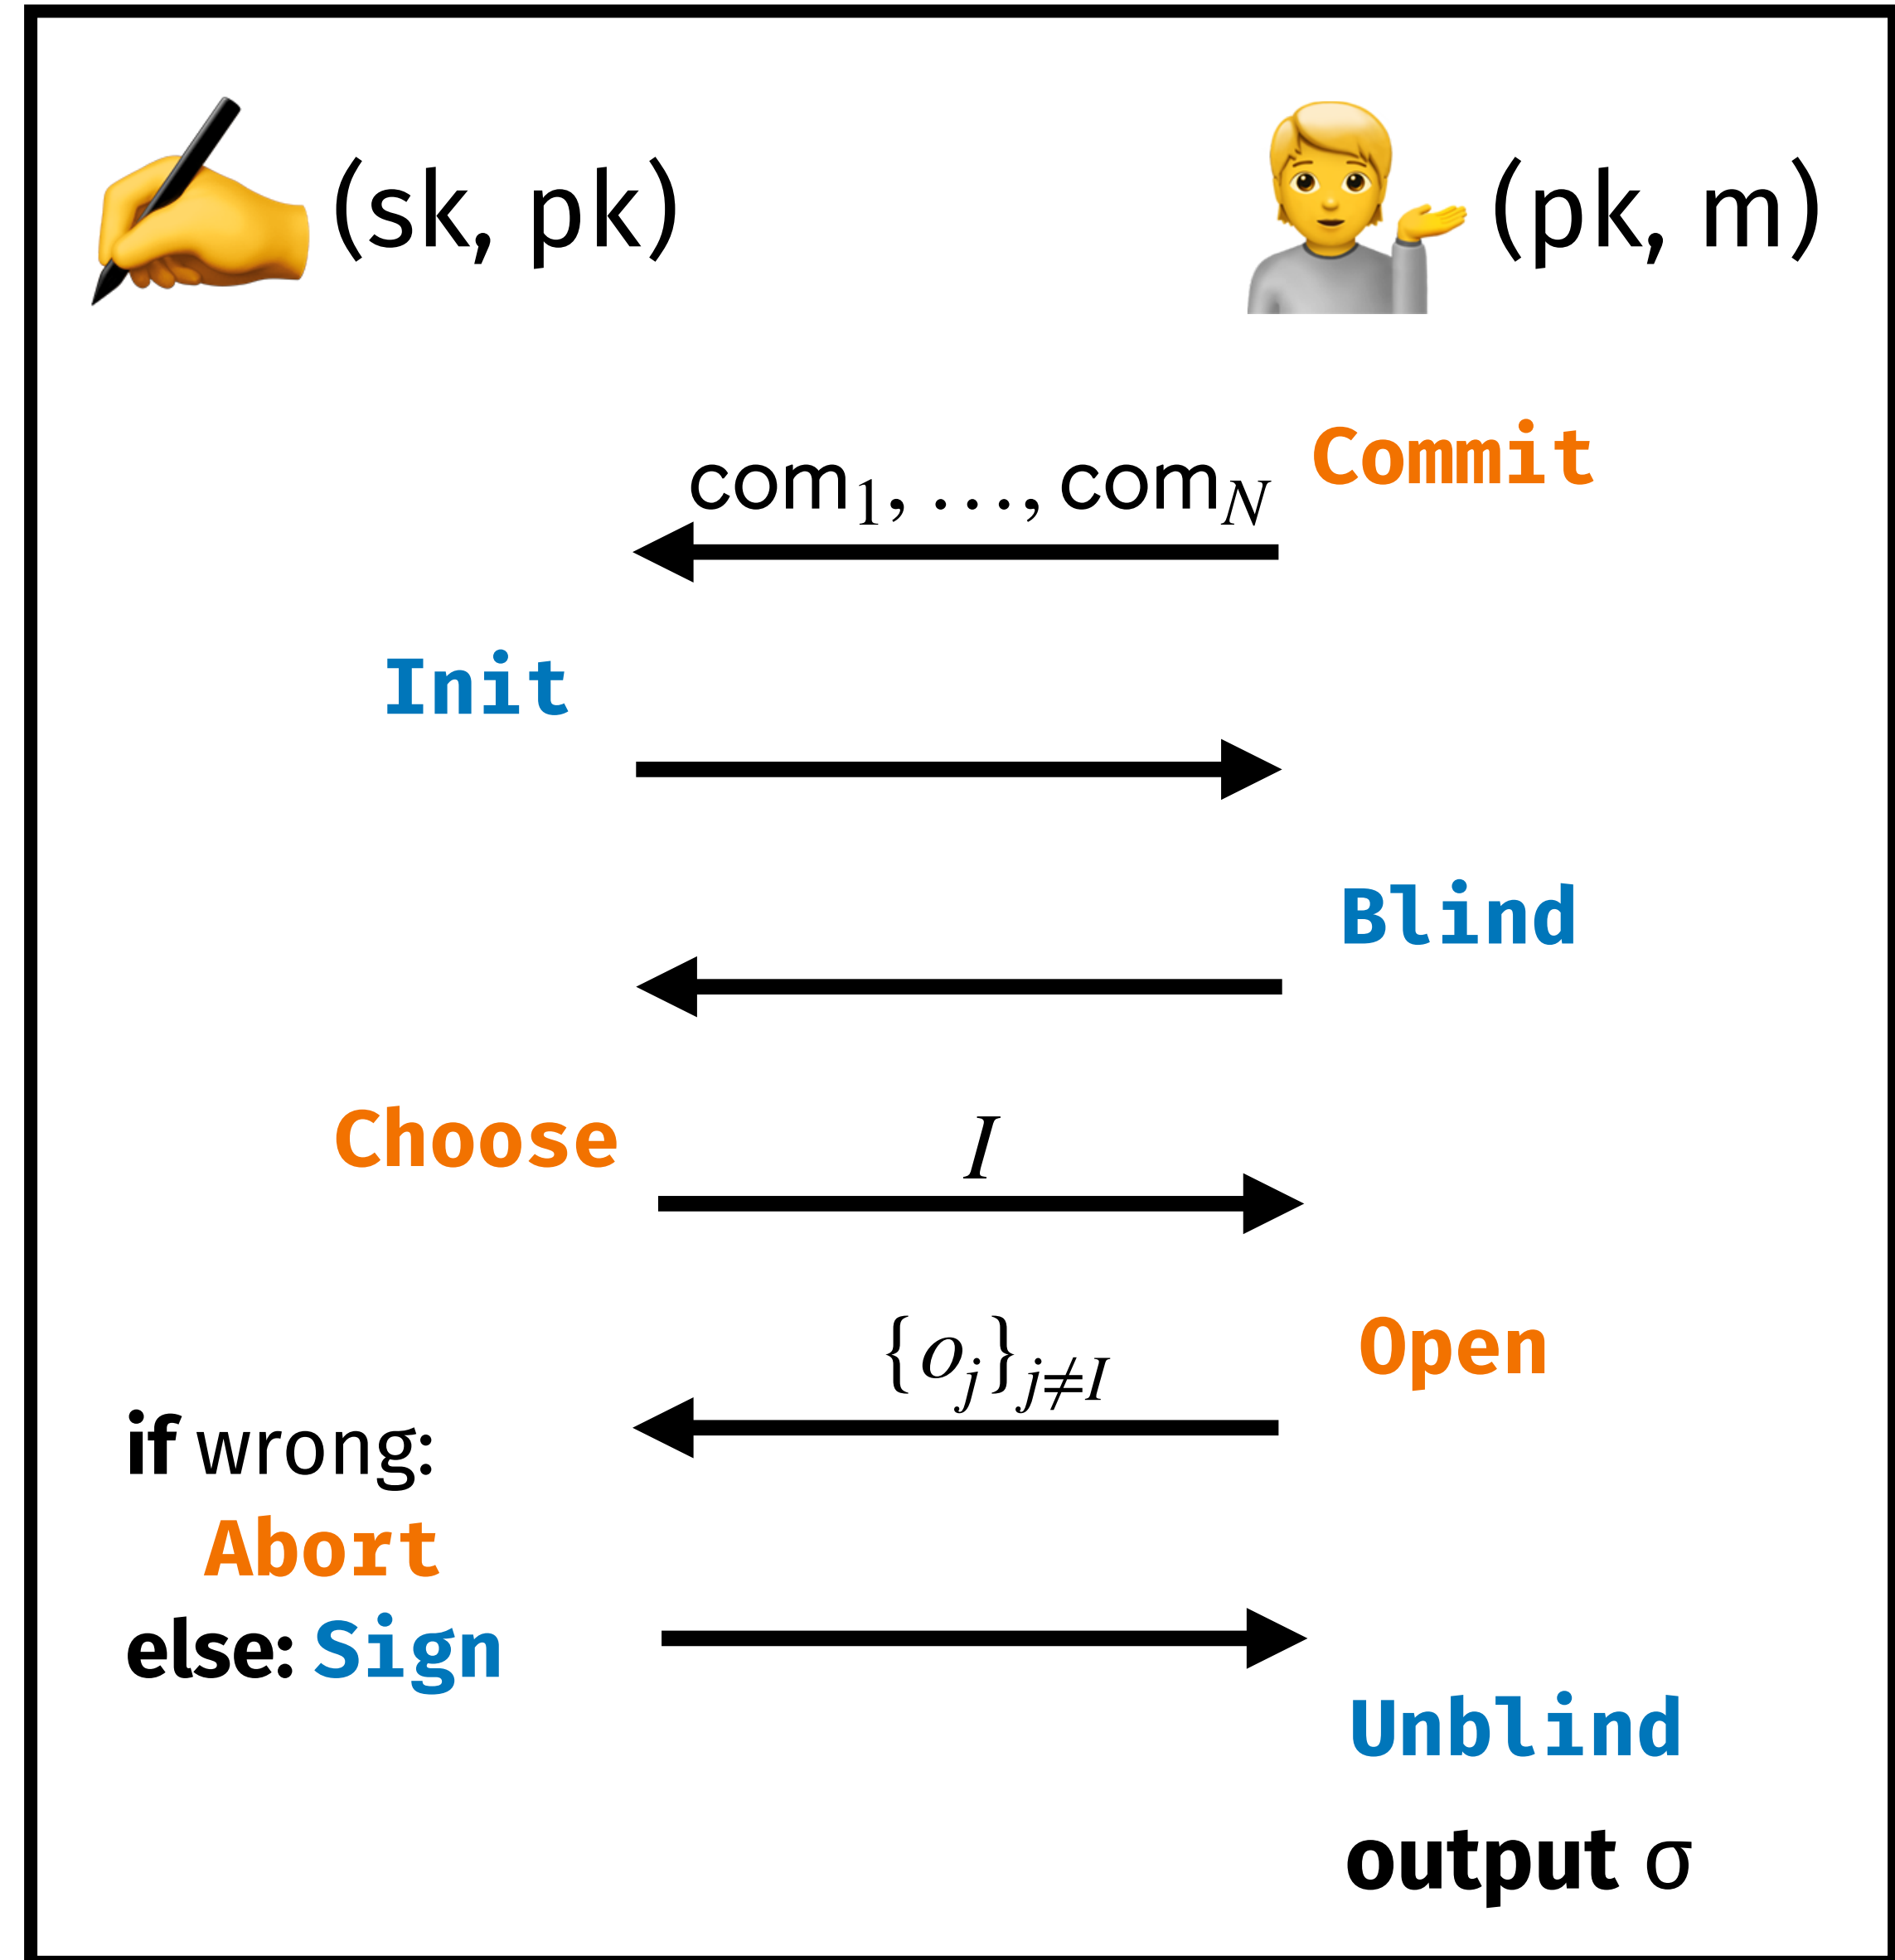 (sk, pk)
(pk, m)
Commit
com₁, …, com_N
Init
Blind
Choose
I
Open
{o_j}_{j≠I}
if wrong:
Abort
else: Sign
Unblind
output σ